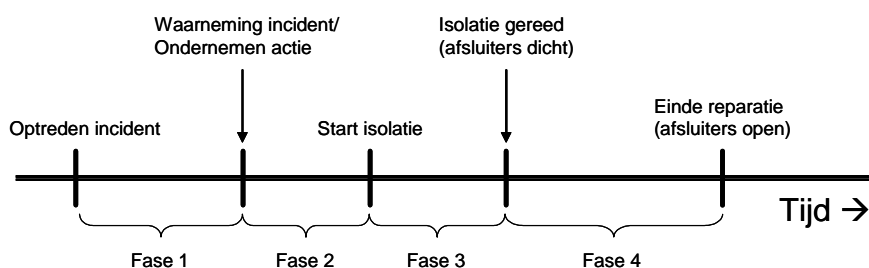 Waarneming incident/
Ondernemen actie
Isolatie gereed
(afsluiters dicht)
Einde reparatie
(afsluiters open)
Optreden incident
Start isolatie
Tijd →
Fase 1
Fase 2
Fase 3
Fase 4